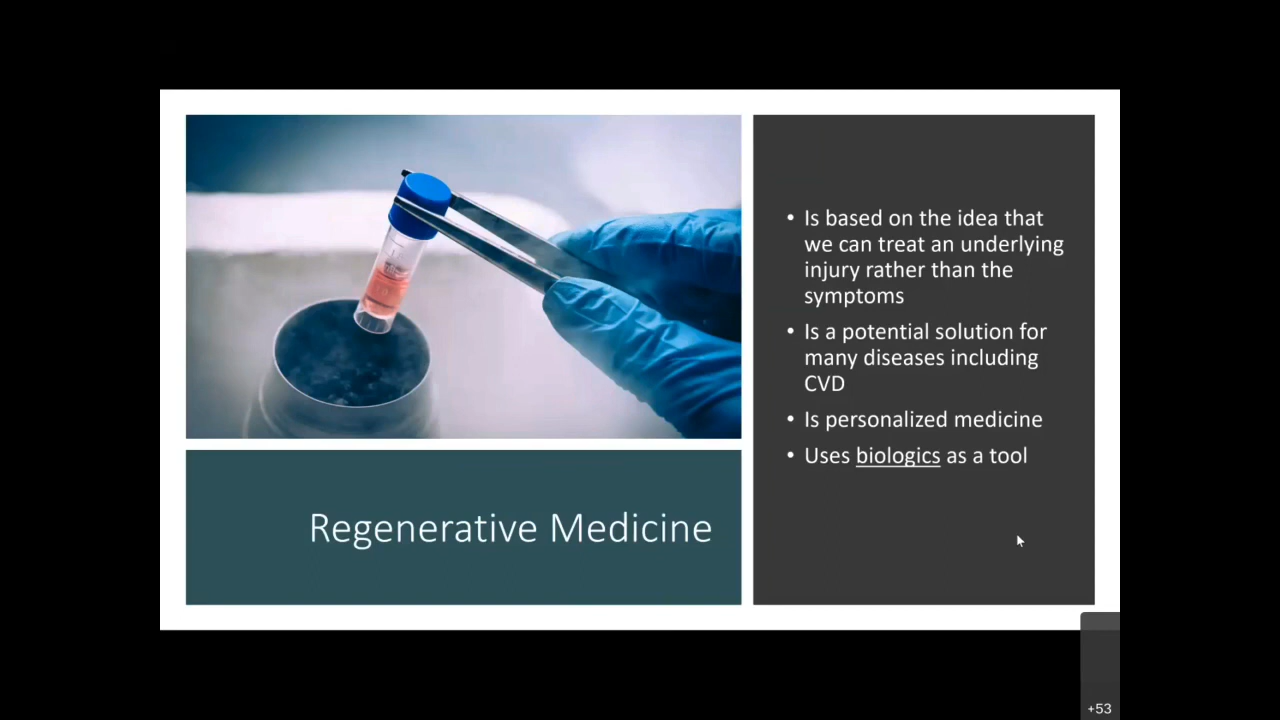 Regenerative Medicine
• Is based on the idea that
we can treat an underlying
injury rather than the
symptoms
• Is a potential solution for
many diseases including
CVD
• Is personalized medicine
• Uses biologics as a tool
+53